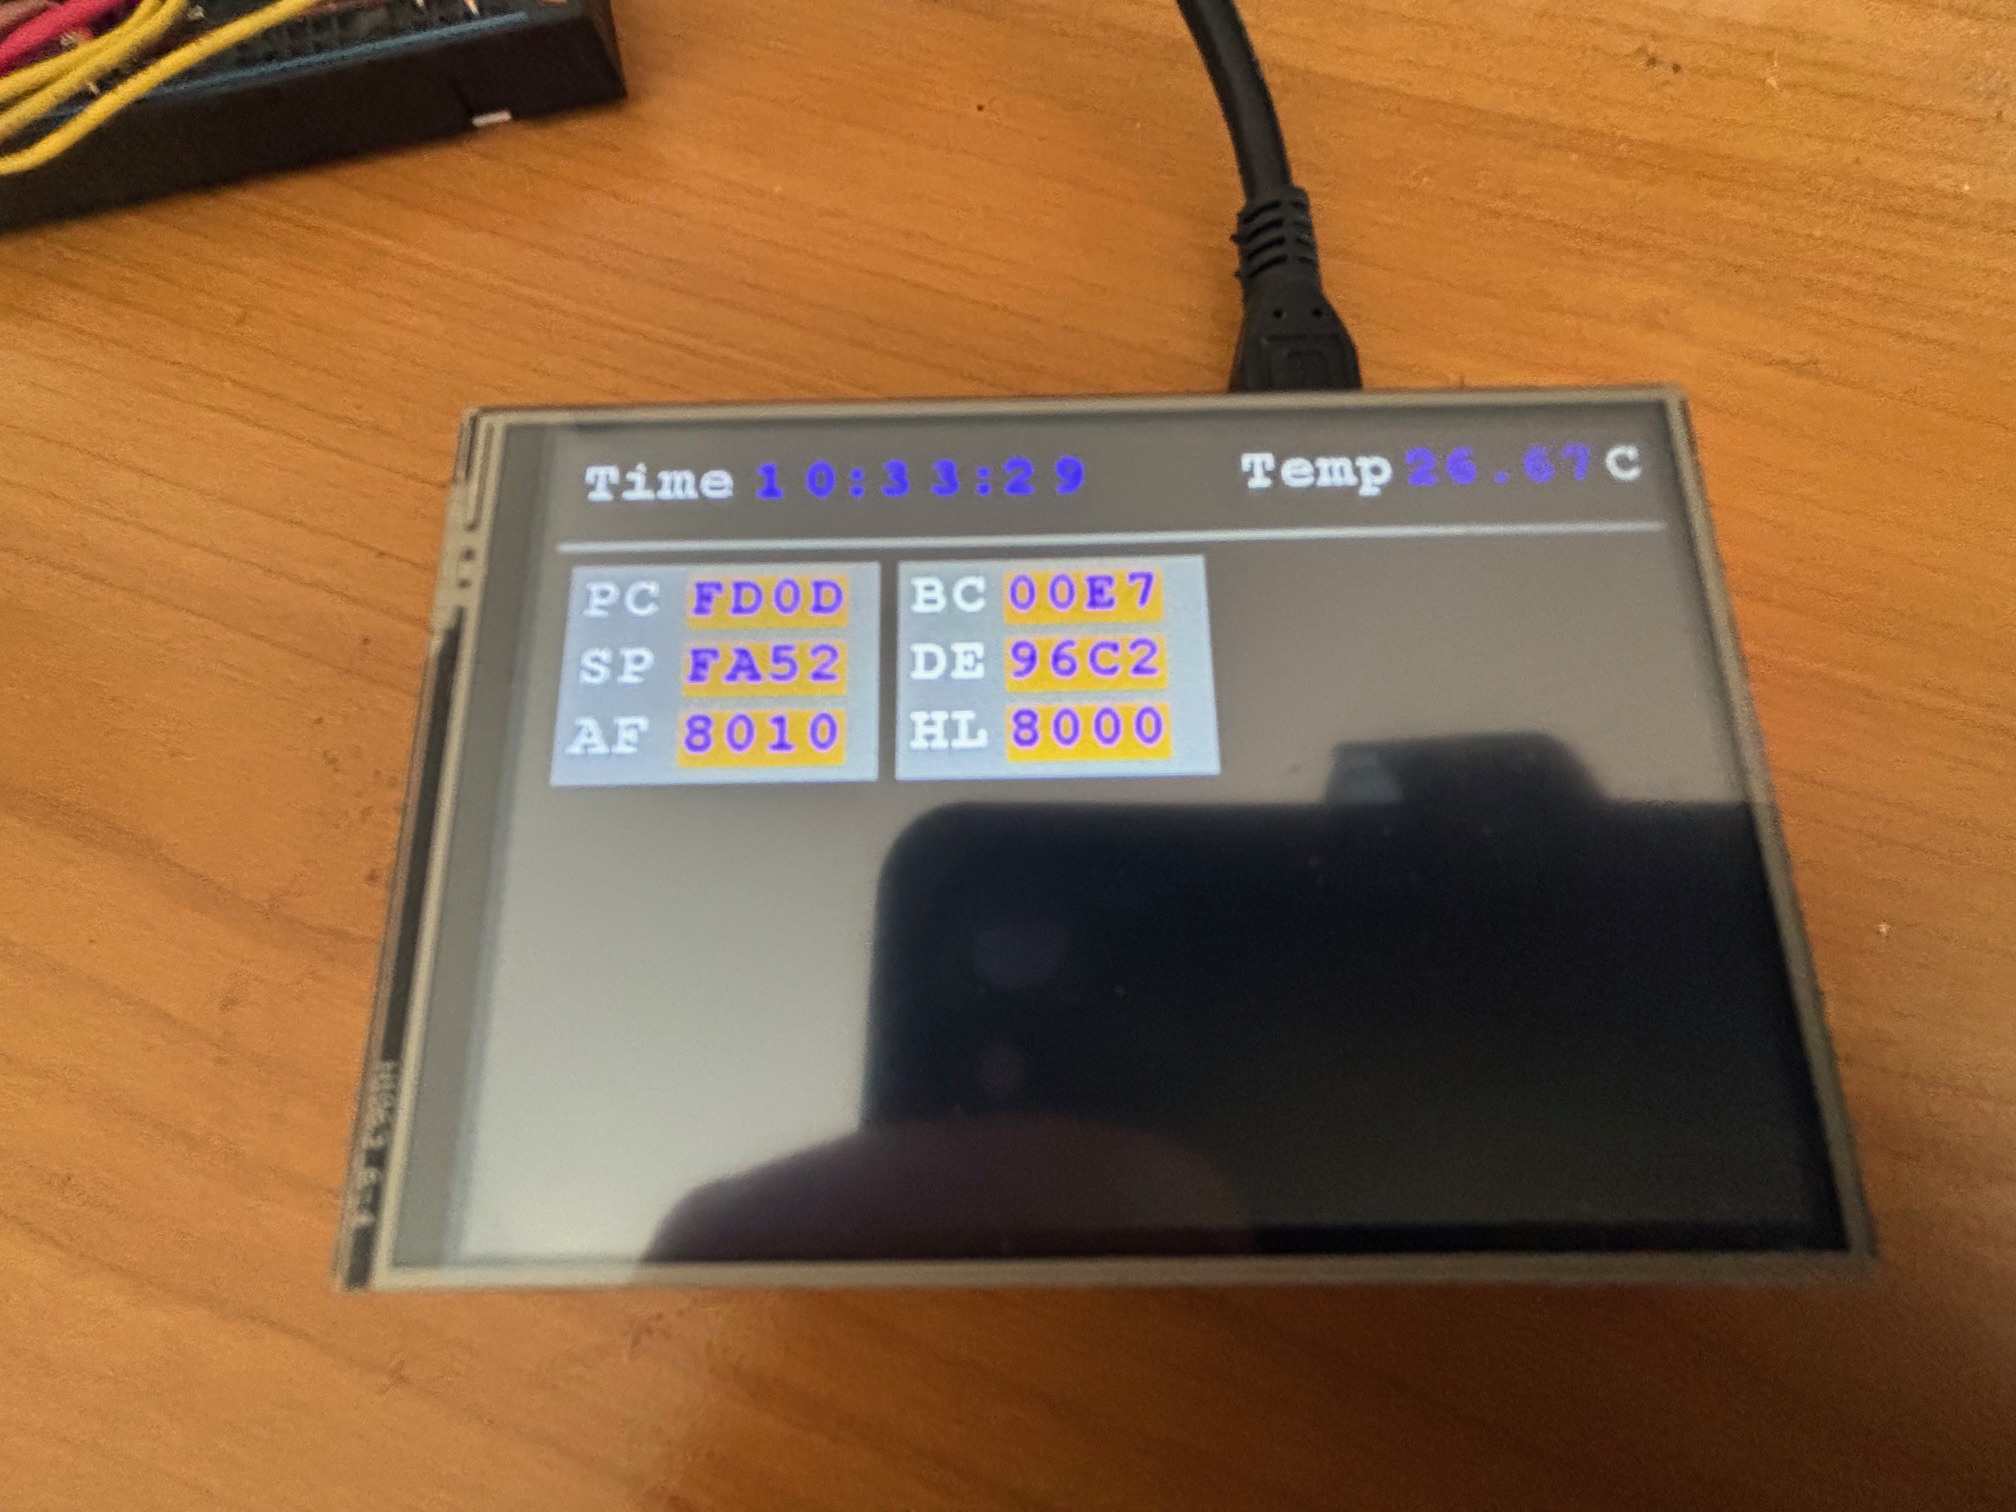 Time 10:33:29 Temp 26.67 C
PC FD0D BC 00E7
SP FA52 DE 96C2
AF 8010 HL 8000